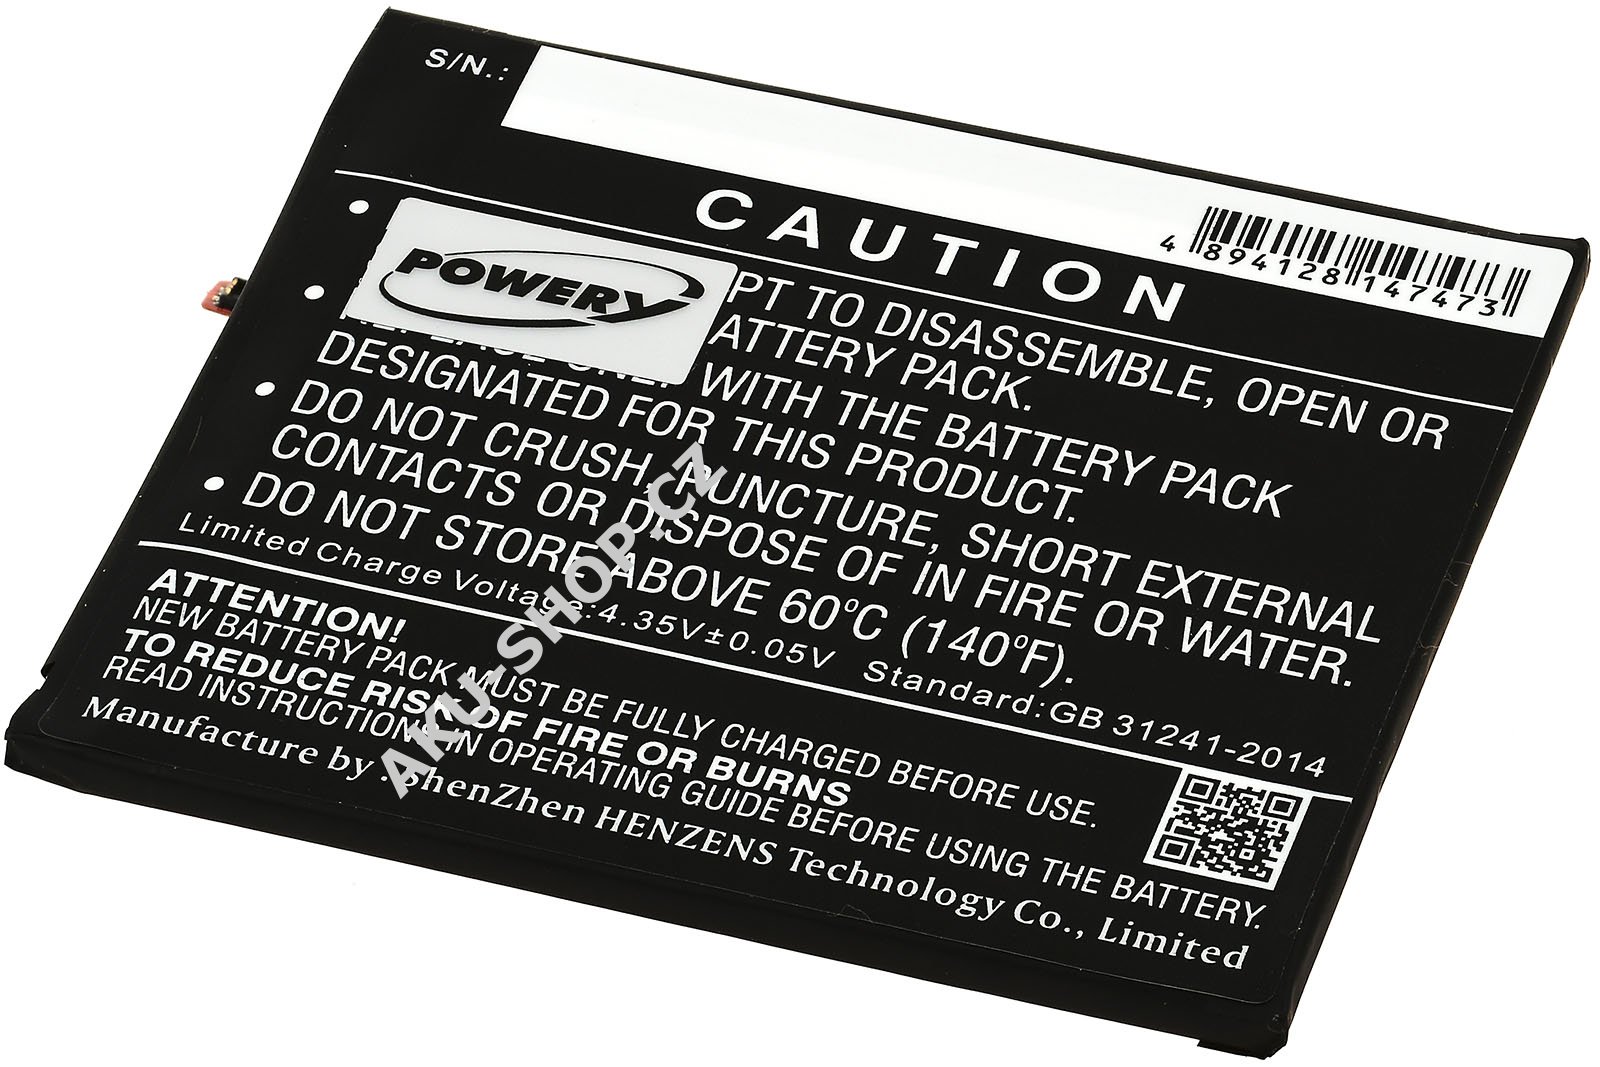 S/N.:
4 894128 147473
CAUTION
POWERY
PT TO DISASSEMBLE, OPEN OR
ATTERY PACK.
WITH THE BATTERY PACK
DESIGNATED FOR THIS PRODUCT.
DO NOT CRUSH, PUNCTURE, SHORT EXTERNAL
CONTACTS OR DISPOSE OF IN FIRE OR WATER.
DO NOT STORE ABOVE 60°C (140°F).
Limited Charge Voltage:4.35V±0.05V Standard:GB 31241-2014
ATTENTION!
NEW BATTERY PACK MUST BE FULLY CHARGED BEFORE USE.
TO REDUCE RISK OF FIRE OR BURNS
READ INSTRUCTIONS IN OPERATING GUIDE BEFORE USING THE BATTERY.
Manufacture by :ShenZhen HENZENS Technology Co., Limited
AKU-SHOP.CZ